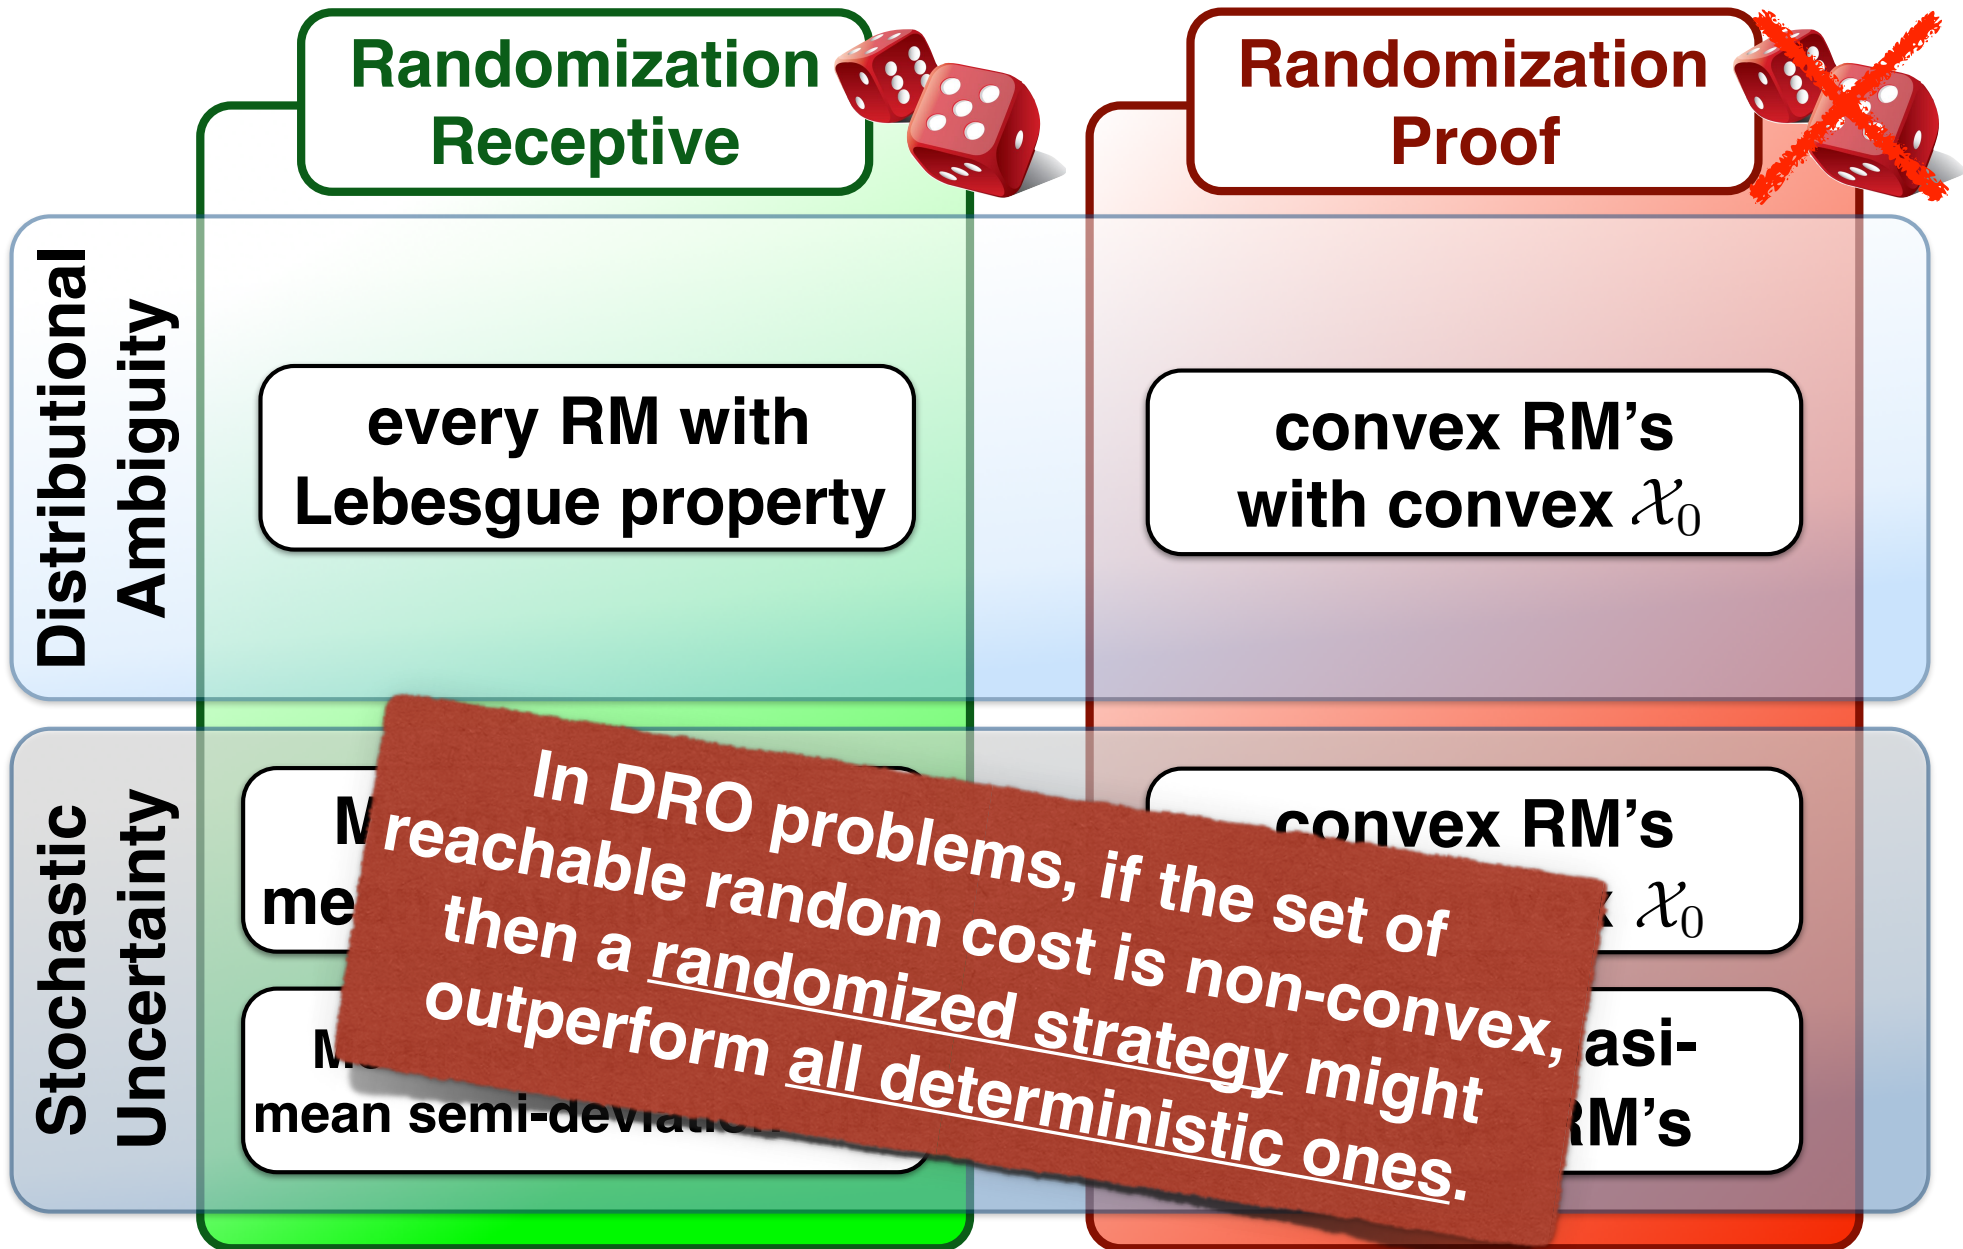 Randomization
Receptive
Randomization
Proof
Distributional
Ambiguity
every RM with
Lebesgue property
convex RM's
with convex 𝒳₀
Stochastic
Uncertainty
convex RM's
𝒳₀
mean semi-deviation
RM's
In DRO problems, if the set of
reachable random cost is non-convex,
then a randomized strategy might
outperform all deterministic ones.